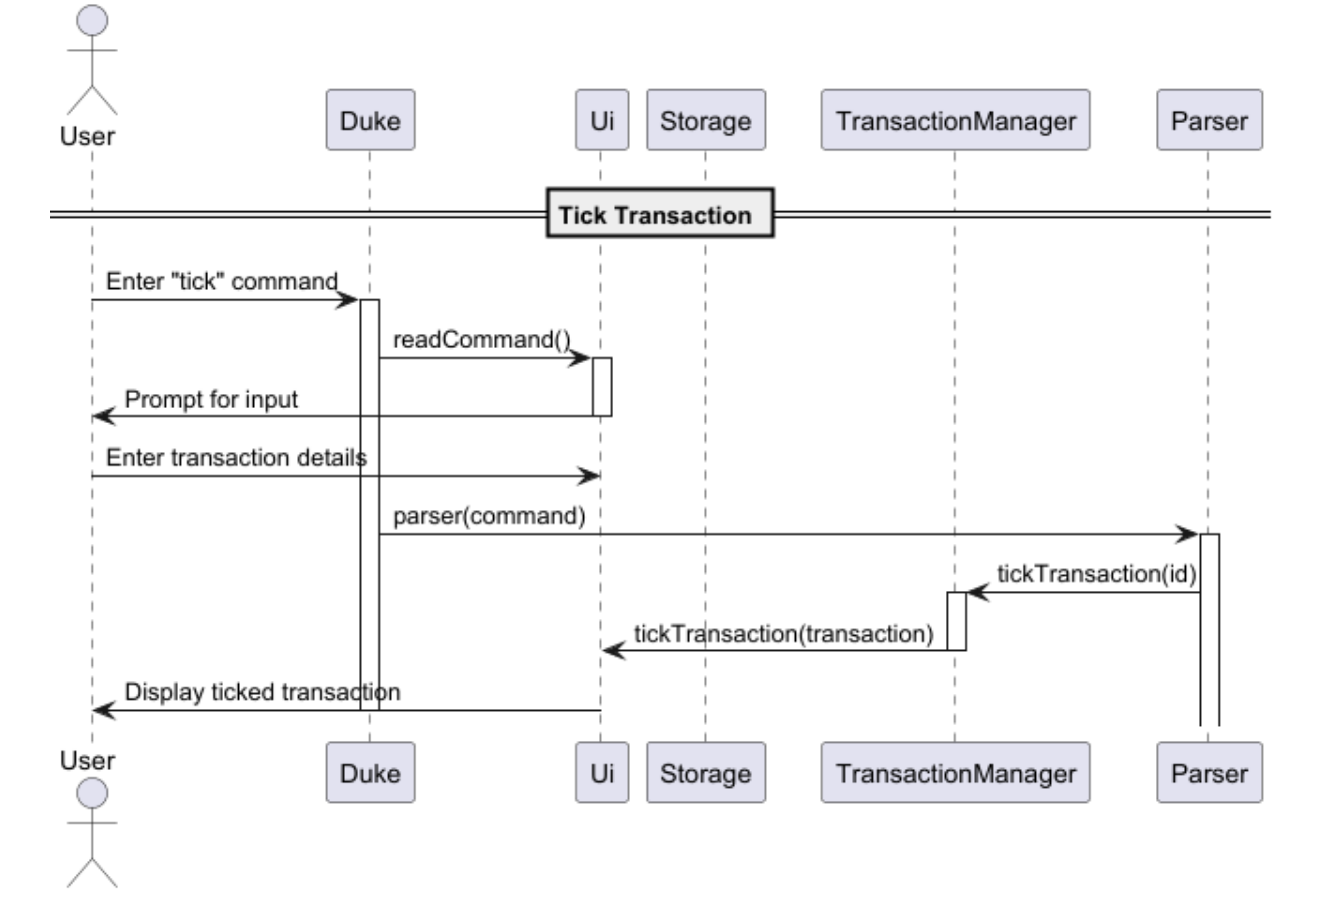 User
Duke
Ui
Storage
TransactionManager
Parser
Tick Transaction
Enter "tick" command
readCommand()
Prompt for input
Enter transaction details
parser(command)
tickTransaction(id)
tickTransaction(transaction)
Display ticked transaction
User
Duke
Ui
Storage
TransactionManager
Parser